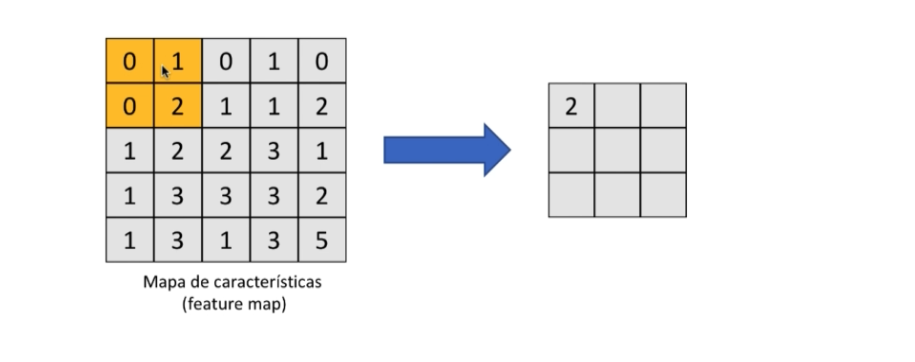 0 1 0 1 0
0 2 1 1 2
1 2 2 3 1
1 3 3 3 2
1 3 1 3 5
2
Mapa de características
(feature map)